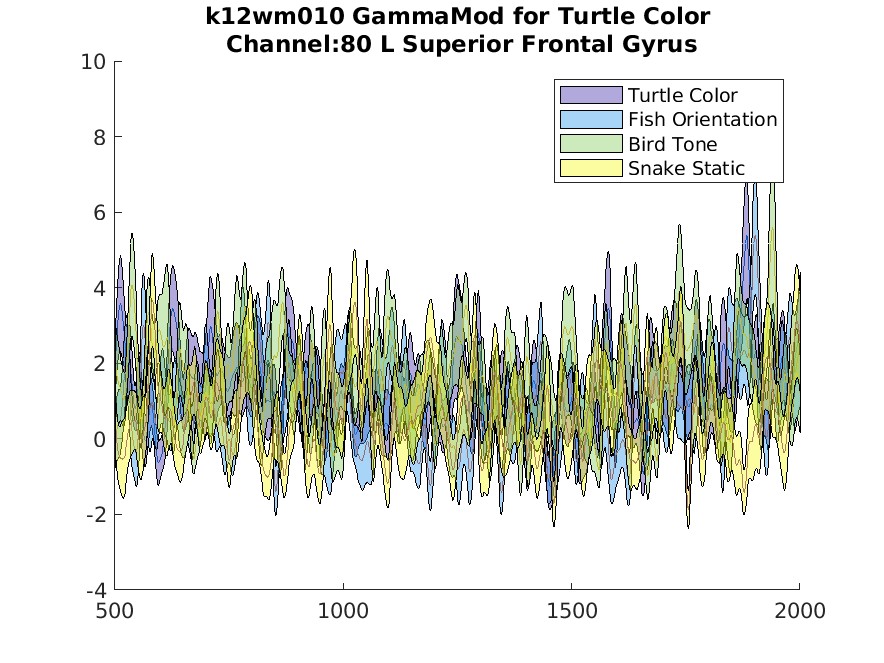 k12wm010 GammaMod for Turtle Color
Channel:80 L Superior Frontal Gyrus
10
8
6
4
2
0
-2
-4
500
1000
1500
2000
Turtle Color
Fish Orientation
Bird Tone
Snake Static